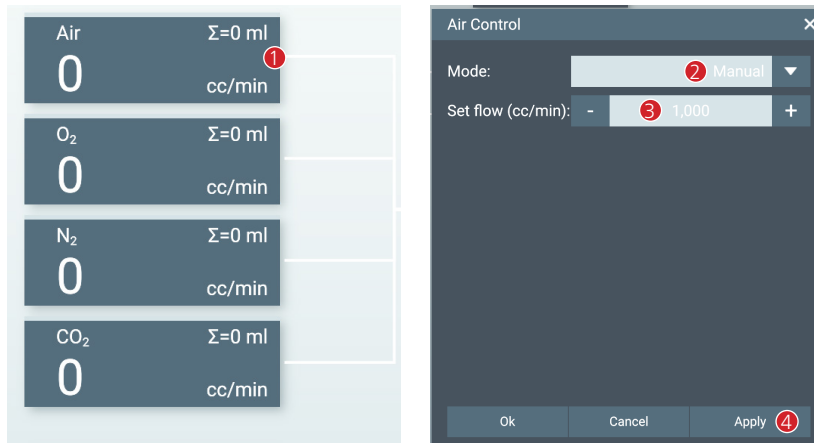 Air Σ=0 ml
1
0 cc/min
O₂ Σ=0 ml
0 cc/min
N₂ Σ=0 ml
0 cc/min
CO₂ Σ=0 ml
0 cc/min
Air Control ×
Mode: 2 Manual
Set flow (cc/min): - 3 1,000 +
Ok Cancel Apply 4